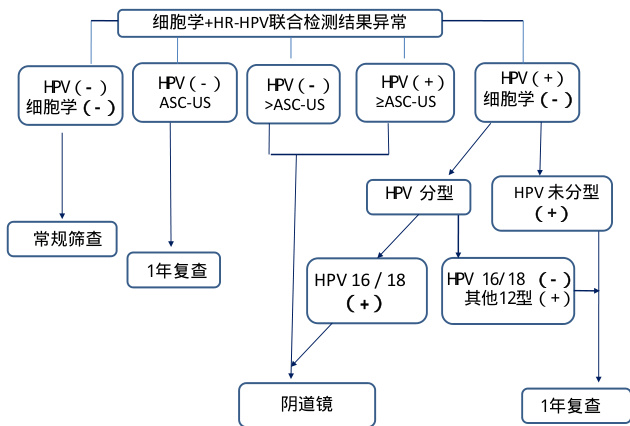 细胞学+HR-HPV联合检测结果异常
HPV（-）
细胞学（-）
HPV（-）
ASC-US
HPV（-）
>ASC-US
HPV（+）
≥ASC-US
HPV（+）
细胞学（-）
HPV 分型
HPV 未分型
（+）
常规筛查
1年复查
HPV 16 / 18
（+）
HPV 16/18 （-）
其他12型（+）
阴道镜
1年复查